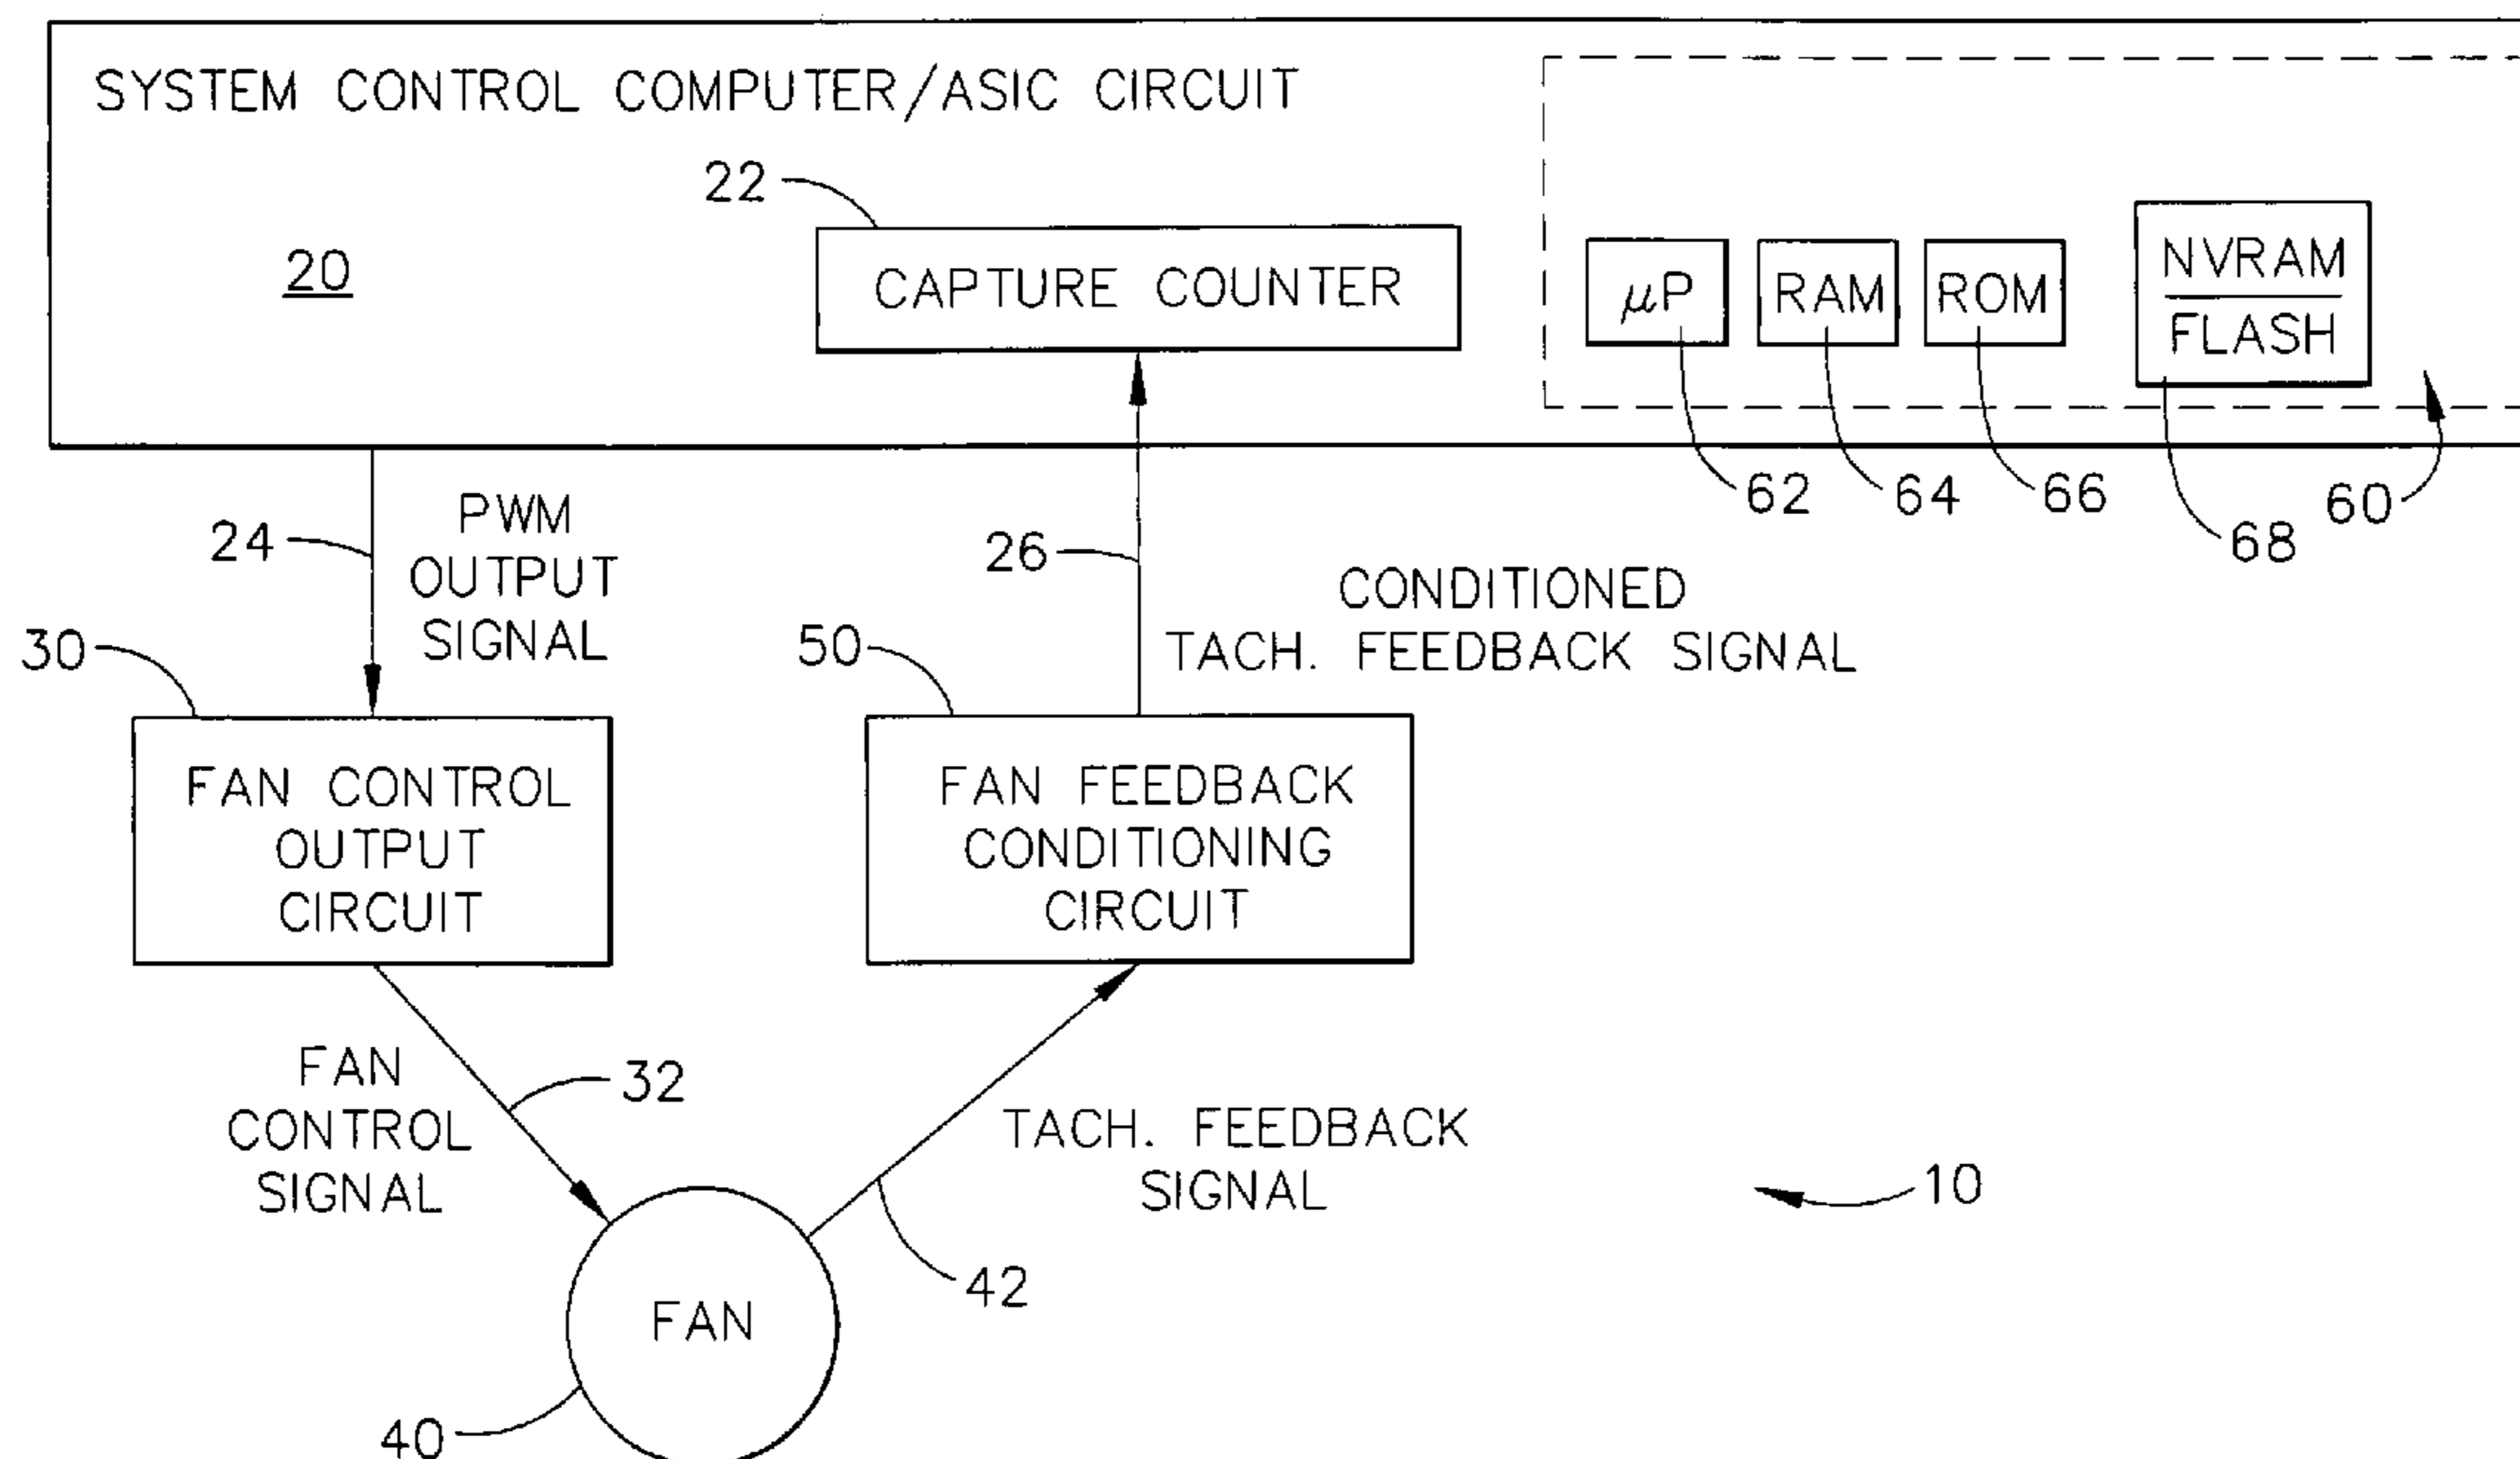 SYSTEM CONTROL COMPUTER/ASIC CIRCUIT
22
20
CAPTURE COUNTER
μP
RAM
ROM
NVRAM
FLASH
62
64
66
60
68
24
PWM
OUTPUT
SIGNAL
26
CONDITIONED
TACH. FEEDBACK SIGNAL
30
50
FAN CONTROL
OUTPUT
CIRCUIT
FAN FEEDBACK
CONDITIONING
CIRCUIT
FAN
CONTROL
SIGNAL
32
TACH. FEEDBACK
SIGNAL
10
42
FAN
40